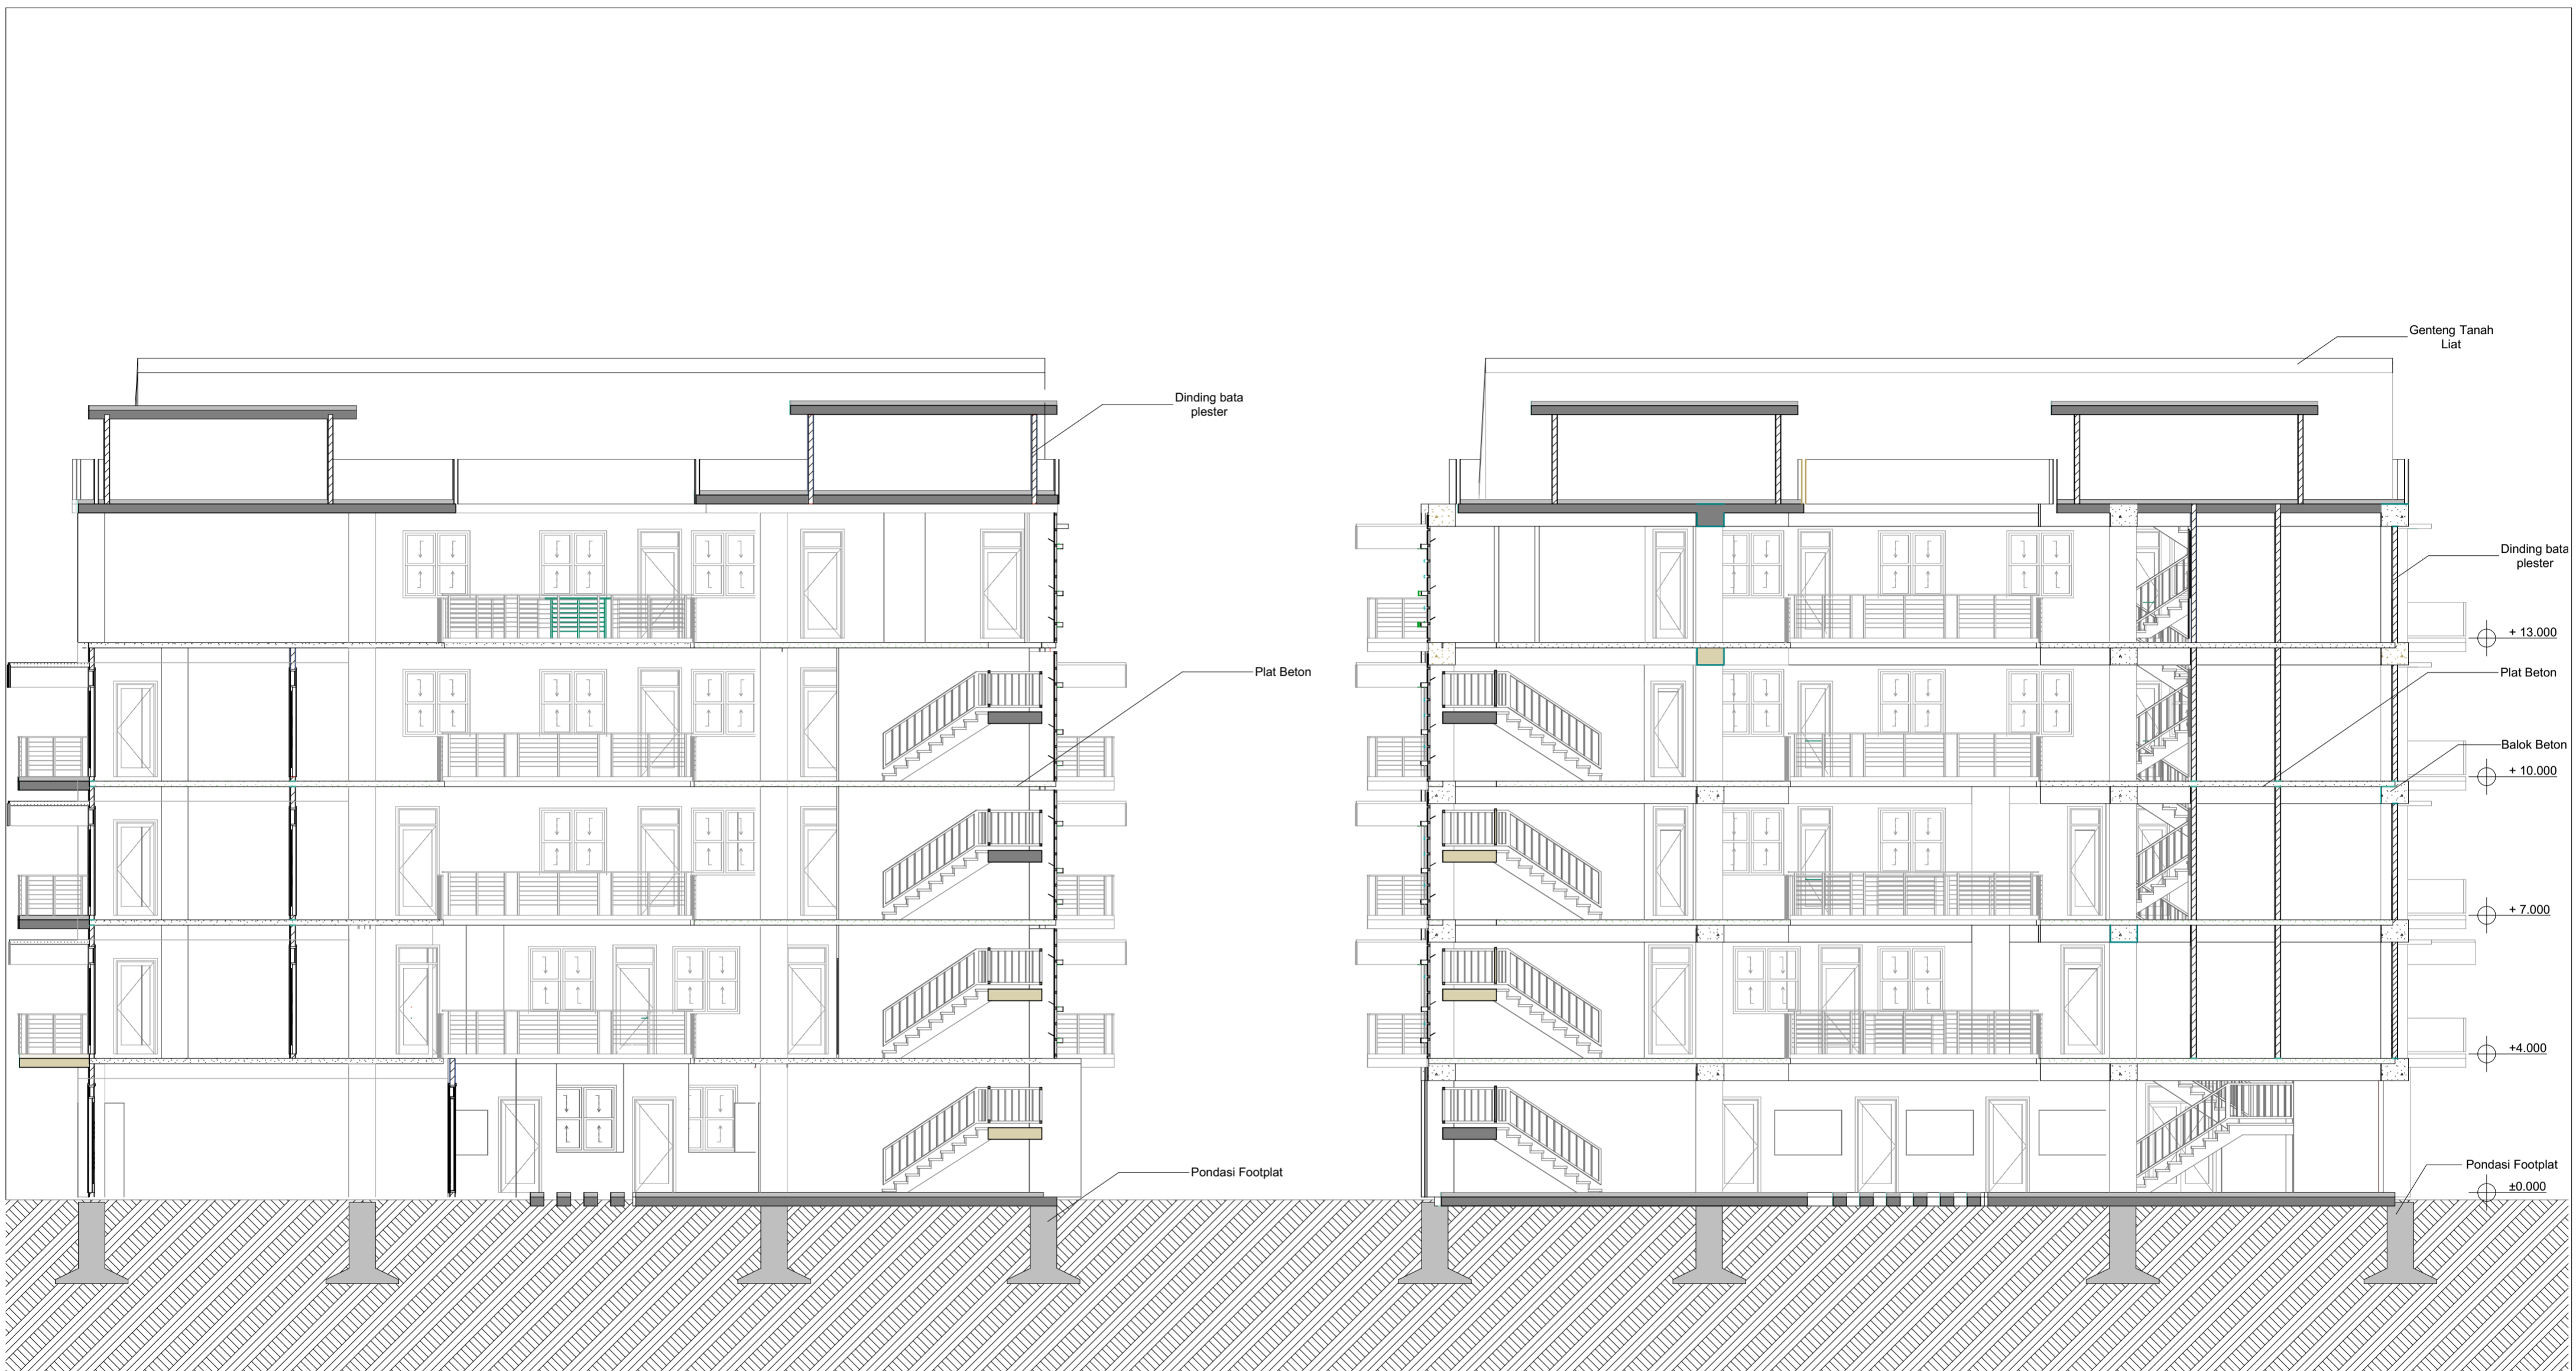 Genteng Tanah
Liat
Dinding bata
plester
Dinding bata
plester
+ 13.000
Plat Beton
Plat Beton
Balok Beton
+ 10.000
+ 7.000
+4.000
Pondasi Footplat
Pondasi Footplat
±0.000